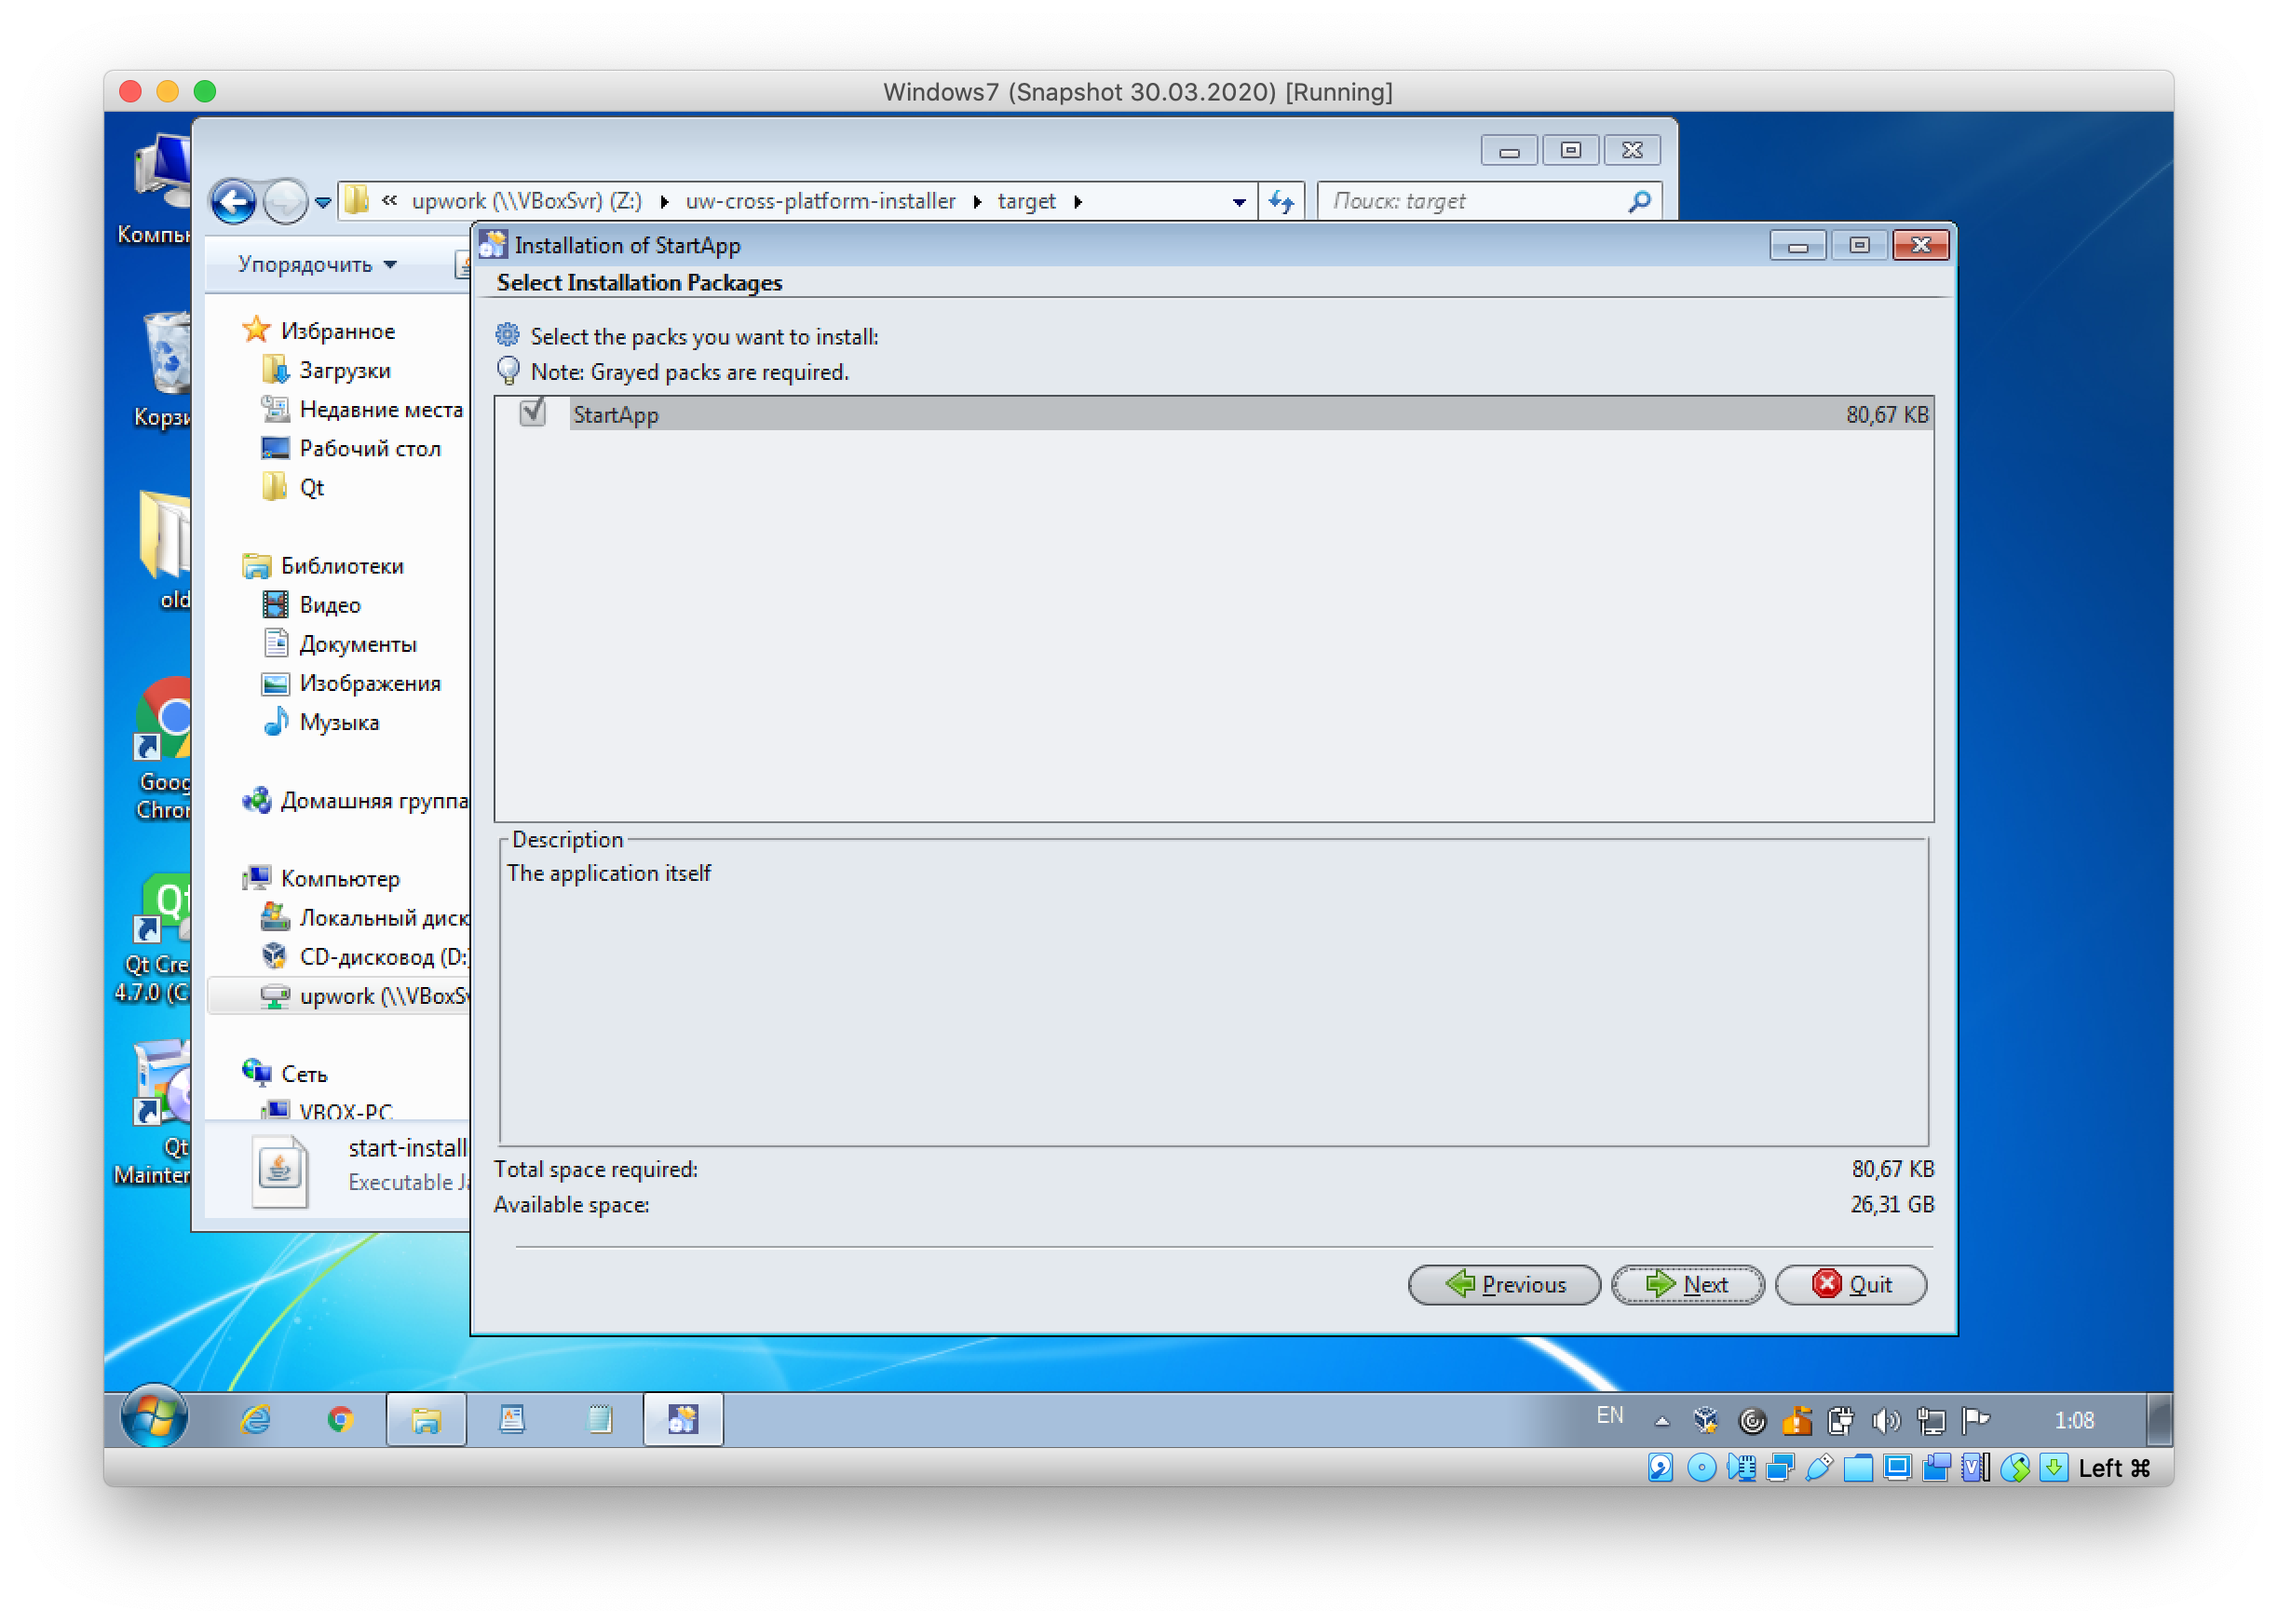 Windows7 (Snapshot 30.03.2020) [Running]
« upwork (\\VBoxSvr) (Z:) uw-cross-platform-installer target
Поиск: target
Упорядочить
Избранное
Загрузки
Недавние места
Рабочий стол
Qt
Библиотеки
Видео
Документы
Изображения
Музыка
Домашняя группа
Компьютер
Локальный диск
CD-дисковод (D:)
upwork (\\VBoxSv
Сеть
VBOX-PC
start-install
Executable Ja
Компь
Корзи
old
Goog
Chror
Qt
Qt Cre
4.7.0 (C
Qt
Mainter
Installation of StartApp
Select Installation Packages
Select the packs you want to install:
Note: Grayed packs are required.
StartApp 80,67 KB
Description
The application itself
Total space required: 80,67 KB
Available space: 26,31 GB
Previous Next Quit
EN 1:08
V
Left ⌘